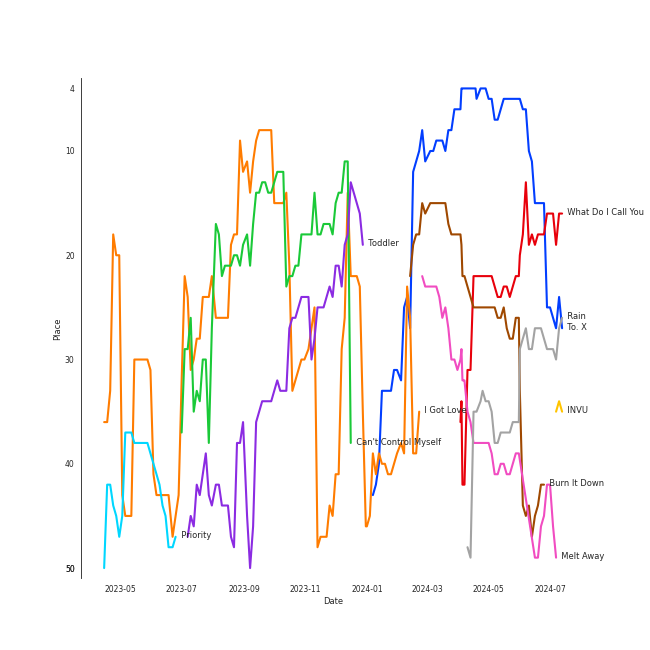 4
10
20
30
40
50
Place
What Do I Call You
Toddler
Rain
To. X
I Got Love
INVU
Can't Control Myself
Burn It Down
Priority
Melt Away
2023-05
2023-07
2023-09
2023-11
2024-01
2024-03
2024-05
2024-07
Date